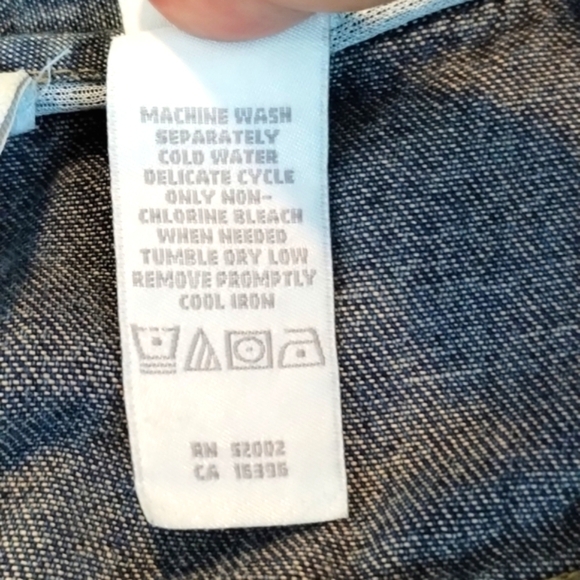 MACHINE WASH
SEPARATELY
COLD WATER
DELICATE CYCLE
ONLY NON-
CHLORINE BLEACH
WHEN NEEDED
TUMBLE DRY LOW
REMOVE PROMPTLY
COOL IRON
RN 52002
CA 15396